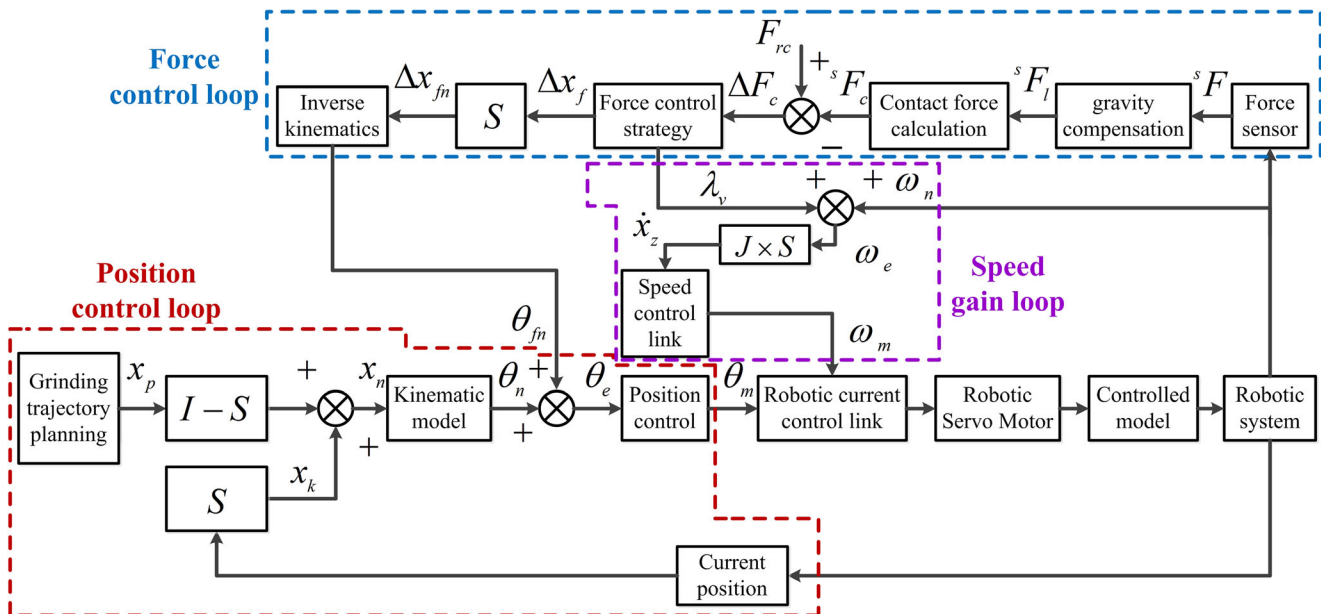 Force
control loop
Δx_fn
Δx_f
ΔF_c
F_rc
+
^sF_c
^sF_l
^sF
Inverse
kinematics
S
Force control
strategy
−
Contact force
calculation
gravity
compensation
Force
sensor
λ_v
+
+
ω_n
ẋ_z
J × S
ω_e
Speed
gain loop
Speed
control
link
ω_m
Position
control loop
θ_fn
Grinding
trajectory
planning
x_p
I − S
+
+
x_n
Kinematic
model
θ_n
+
+
θ_e
Position
control
θ_m
Robotic current
control link
Robotic
Servo Motor
Controlled
model
Robotic
system
S
x_k
Current
position